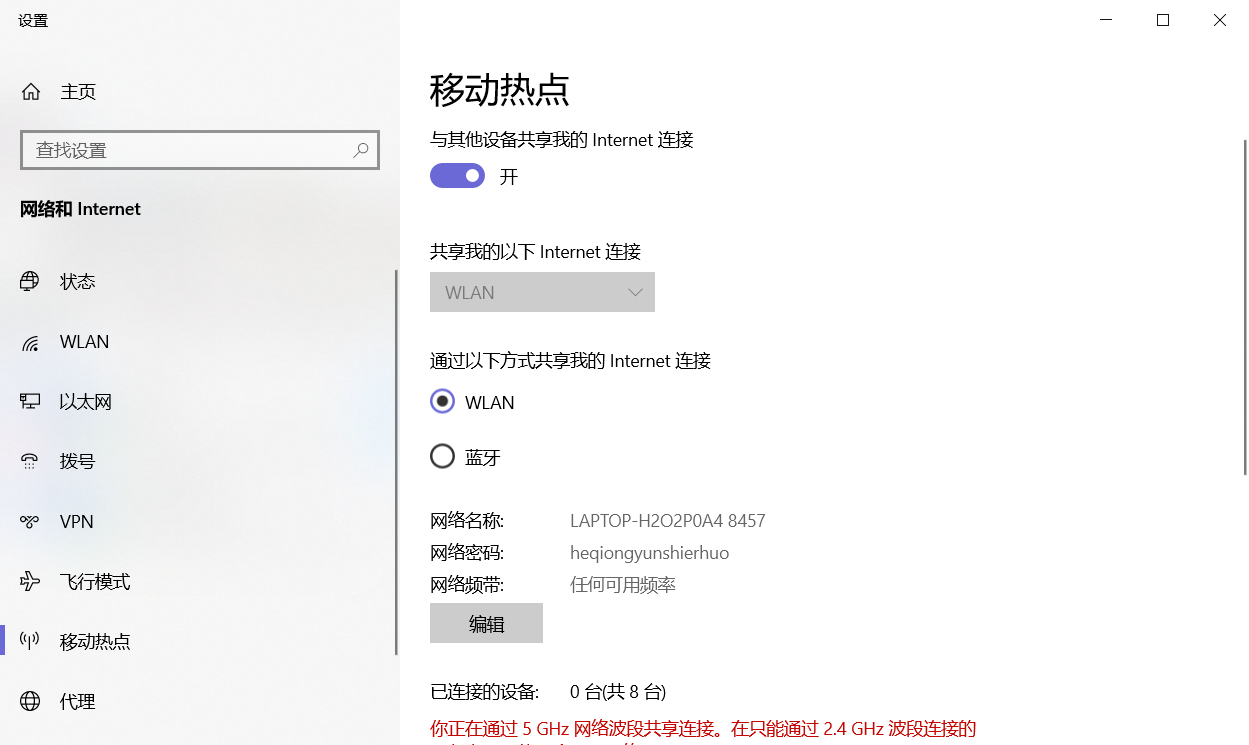 设置
主页
查找设置
网络和 Internet
状态
WLAN
以太网
拨号
VPN
飞行模式
移动热点
代理
移动热点
与其他设备共享我的 Internet 连接
开
共享我的以下 Internet 连接
WLAN
通过以下方式共享我的 Internet 连接
WLAN
蓝牙
网络名称: LAPTOP-H2O2P0A4 8457
网络密码: heqiongyunshierhuo
网络频带: 任何可用频率
编辑
已连接的设备: 0 台(共 8 台)
你正在通过 5 GHz 网络波段共享连接。在只能通过 2.4 GHz 波段连接的